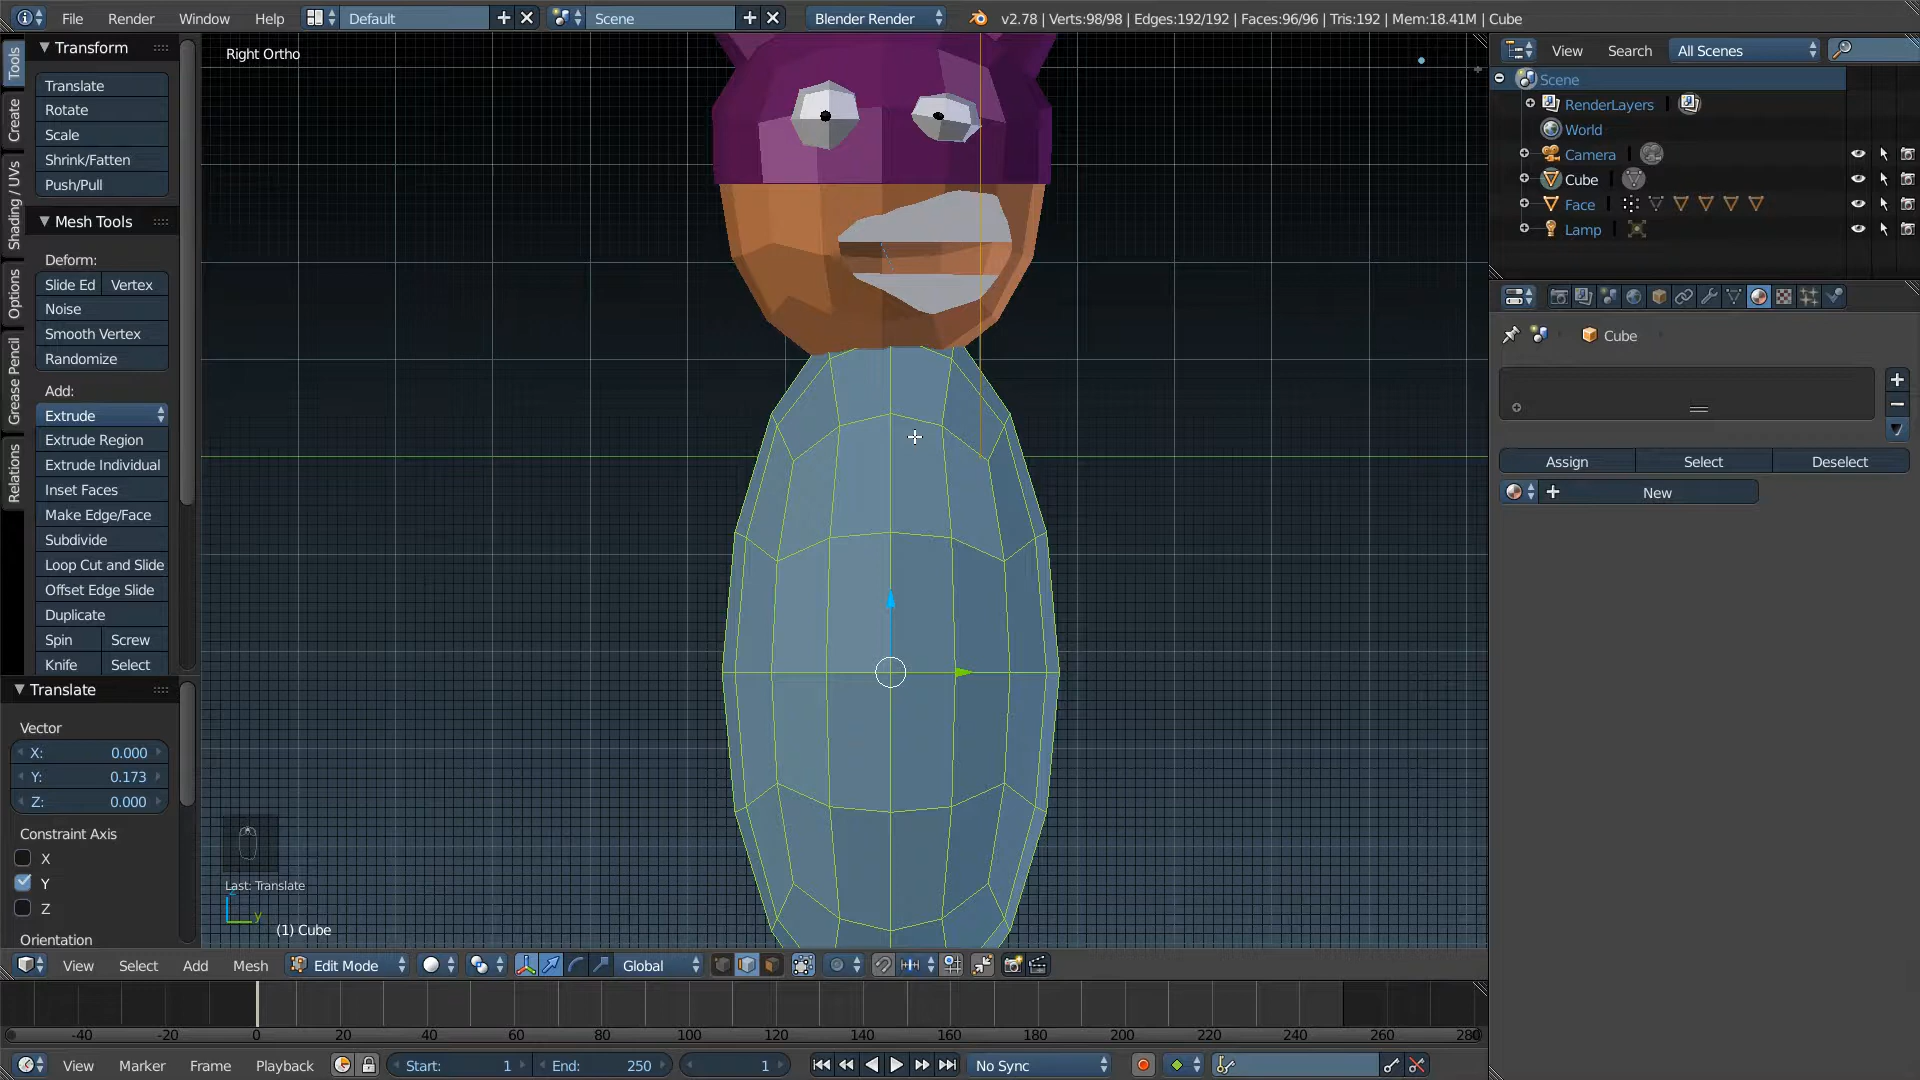 File Render Window Help Default Scene Blender Render v2.78 | Verts:98/98 | Edges:192/192 | Faces:96/96 | Tris:192 | Mem:18.41M | Cube
Tools
Create
Shading / UVs
Options
Grease Pencil
Relations
Transform
Translate
Rotate
Scale
Shrink/Fatten
Push/Pull
Mesh Tools
Deform:
Slide Ed Vertex
Noise
Smooth Vertex
Randomize
Add:
Extrude
Extrude Region
Extrude Individual
Inset Faces
Make Edge/Face
Subdivide
Loop Cut and Slide
Offset Edge Slide
Duplicate
Spin Screw
Knife Select
Translate
Vector
X: 0.000
Y: 0.173
Z: 0.000
Constraint Axis
X
Y
Z
Orientation
Right Ortho
Last: Translate
z
y
(1) Cube
View Select Add Mesh Edit Mode Global
-40 -20 0 20 40 60 80 100 120 140 160 180 200 220 240 260 280
View Marker Frame Playback Start: 1 End: 250 1 No Sync
View Search All Scenes
Scene
RenderLayers
World
Camera
Cube
Face
Lamp
Cube
Assign Select Deselect
New